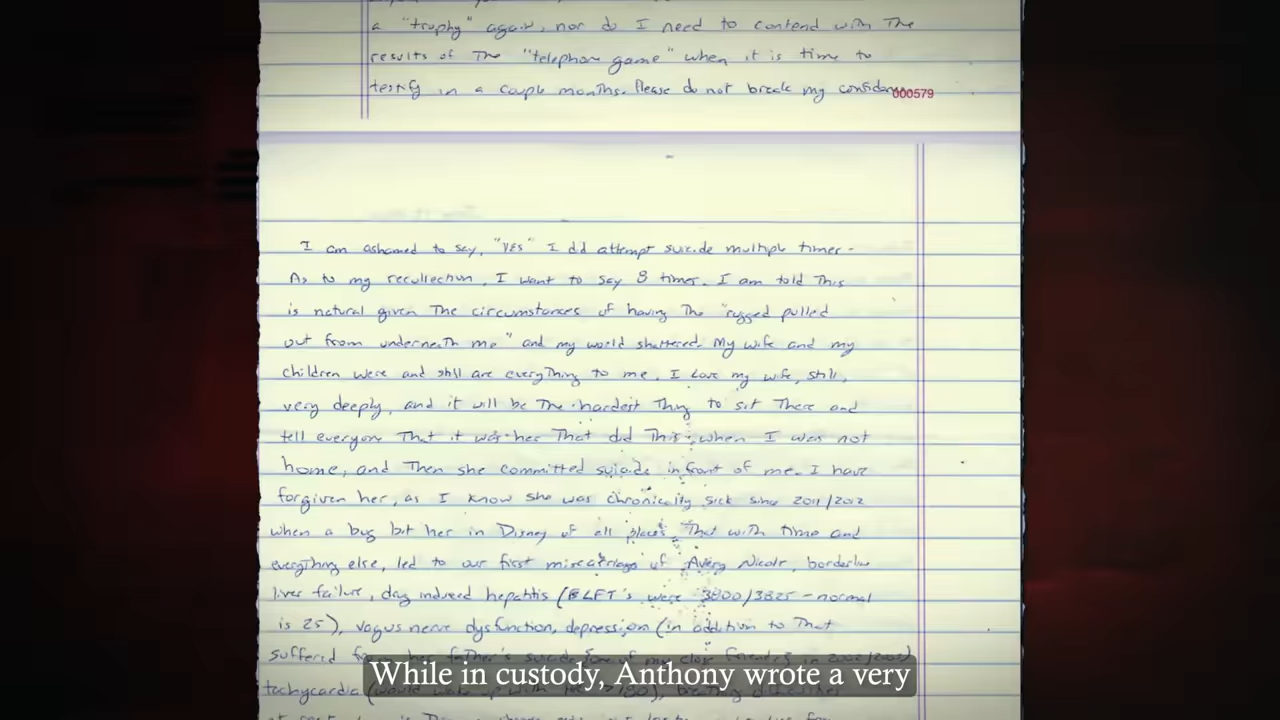 a "trophy" again, nor do I need to contend with the
results of the "telephone game" when it is time to
testify in a couple months. Please do not break my
000579
I am ashamed to say, "YES" I did attempt suicide multiple times -
As to my recollection, I want to say 8 times. I am told this
is natural given the circumstances of having the "rugged pulled
out from underneath me" and my world shattered. My wife and my
children were and still are everything to me. I love my wife, still,
very deeply, and it will be the hardest thing to sit there and
tell everyone that it was her that did this, when I was not
home, and then she committed suicide in front of me. I have
forgiven her, as I know she was chronically sick since 2011/2012
when a bug bit her in Disney of all places. That with time and
everything else, led to our first miscarriage of Avery Nicole, borderline
liver failure, drug induced hepatitis (LFT's were 3800/3825 - normal
is 25), vagus nerve dysfunction, depression (in addition to that
suffered from her father's suicide
tachycardia
While in custody, Anthony wrote a very